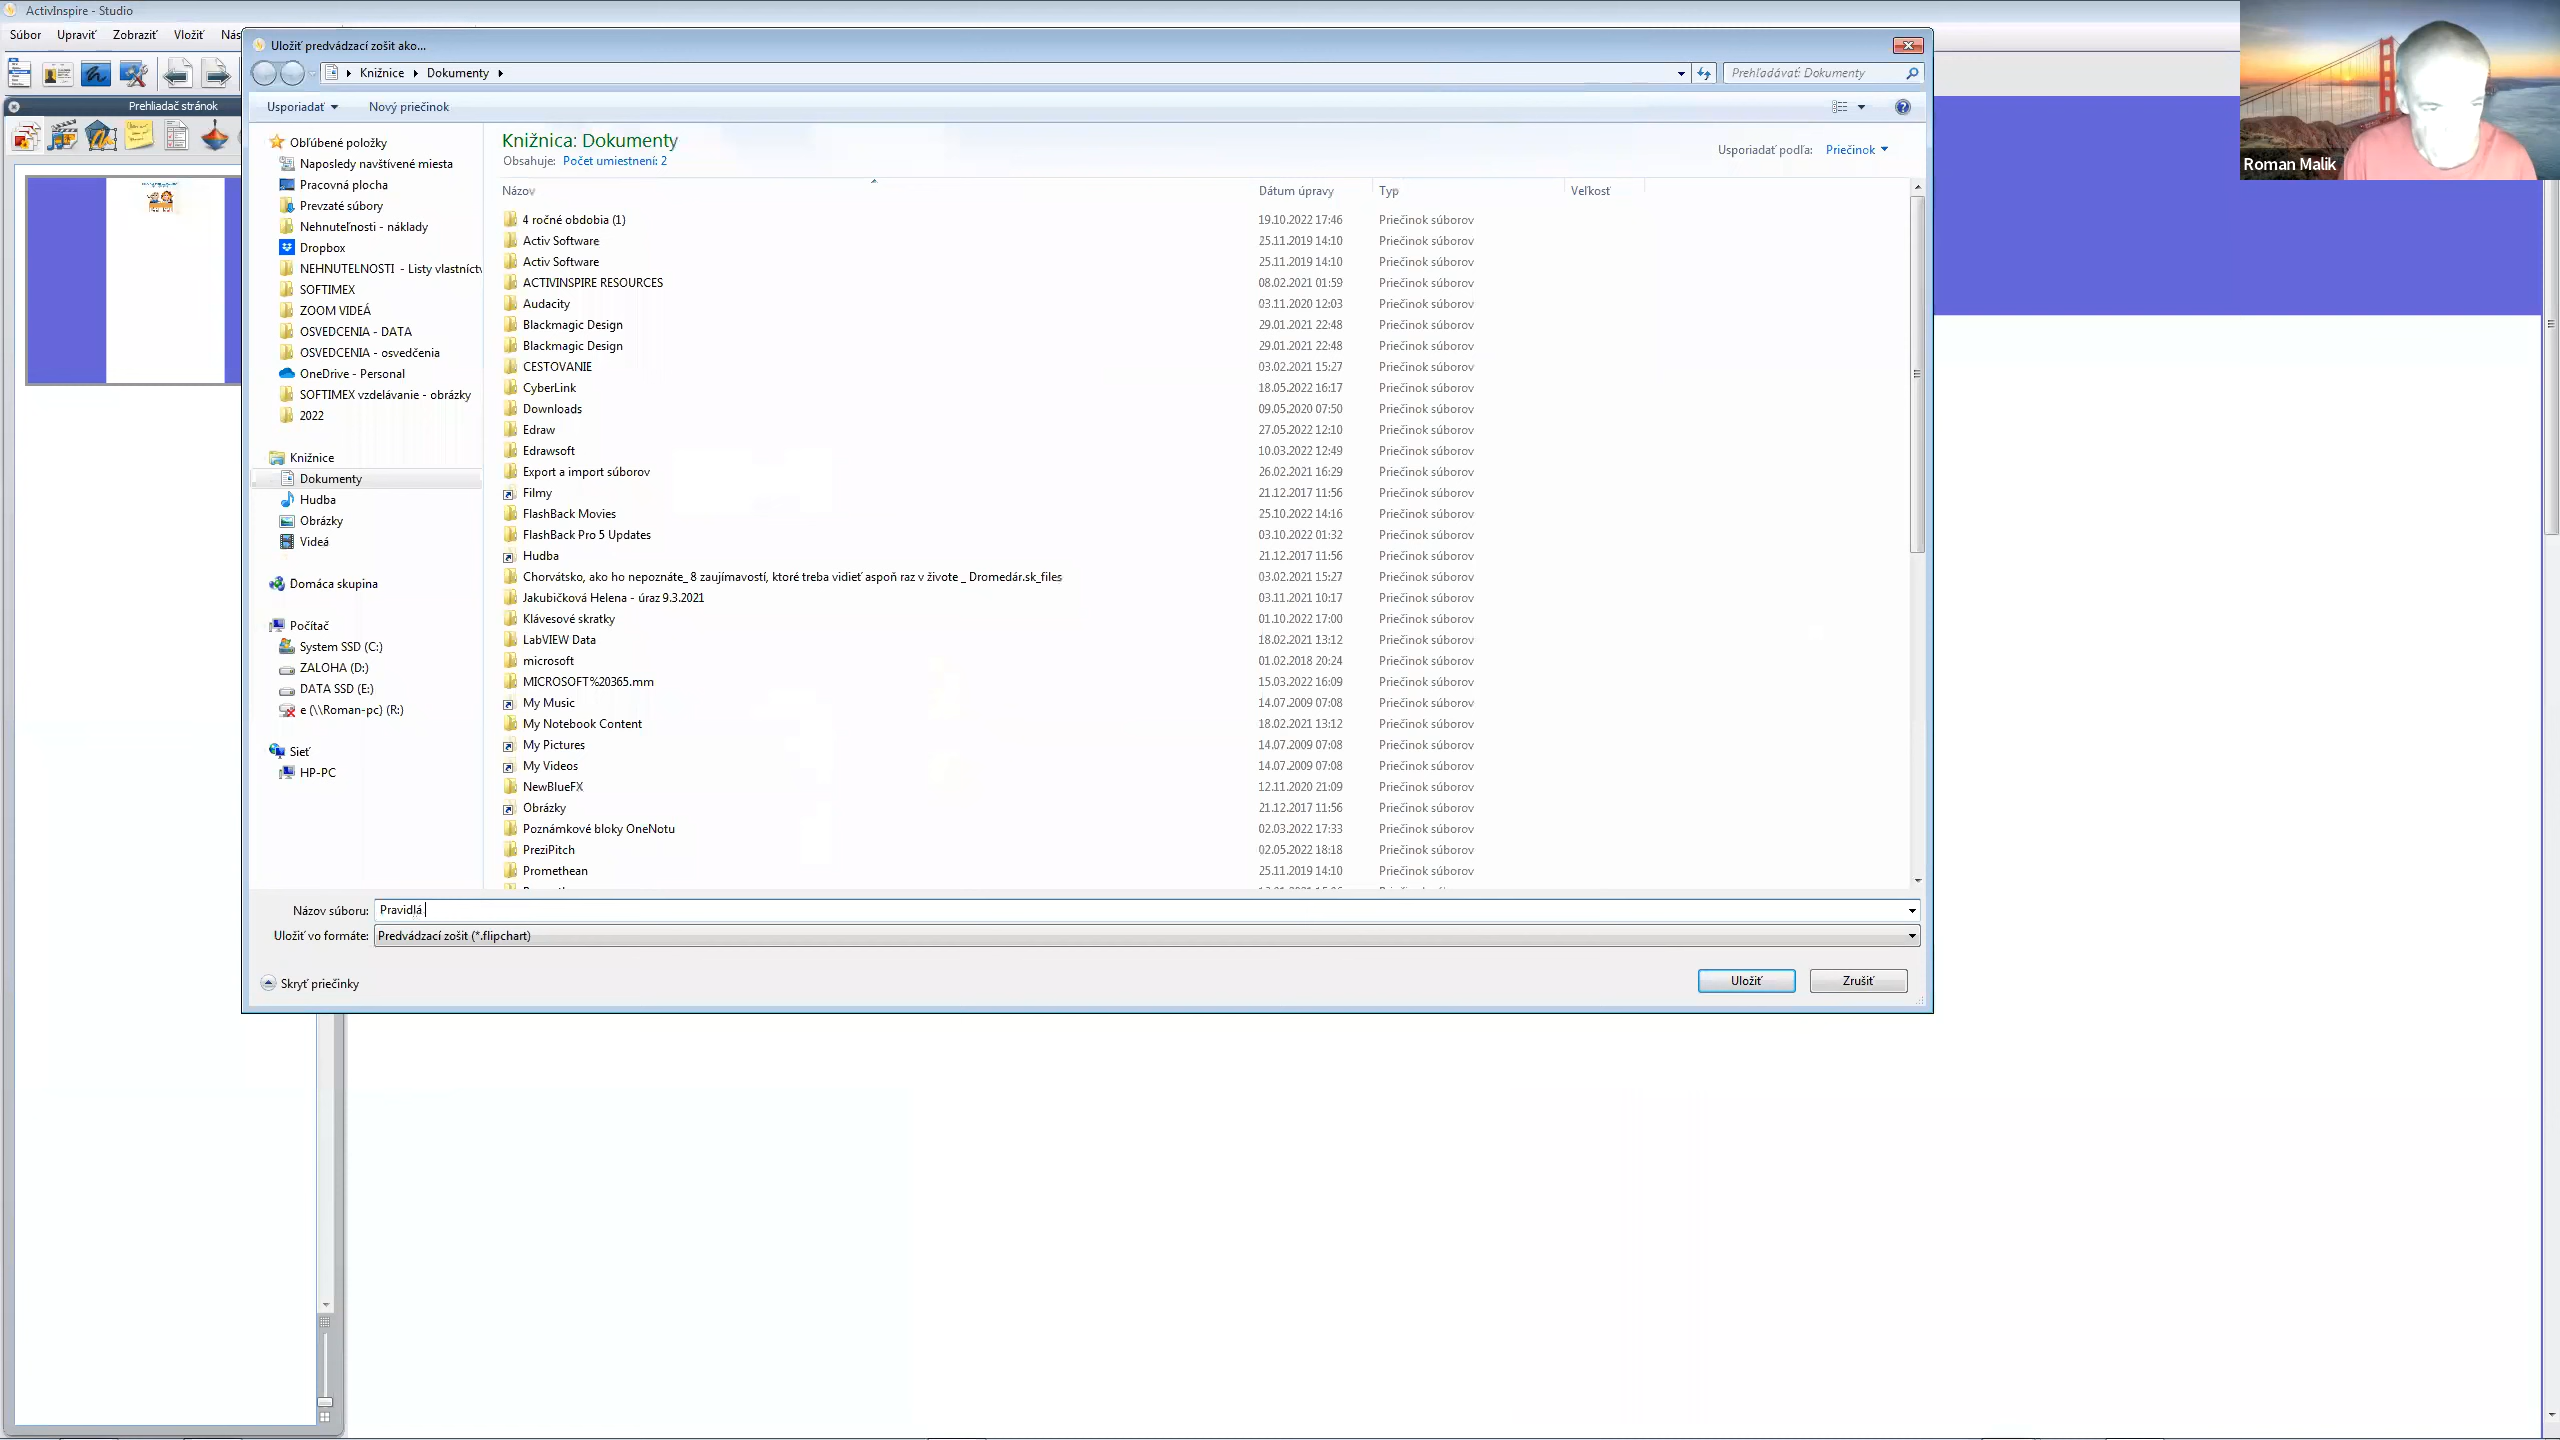 ActivInspire - Studio
Súbor Upraviť Zobraziť Vložiť Nás
Uložiť predvádzací zošit ako...
Knižnice Dokumenty
Prehľadávať: Dokumenty
Usporiadať Nový priečinok
Prehliadač stránok
Obľúbené položky
Naposledy navštívené miesta
Pracovná plocha
Prevzaté súbory
Nehnuteľnosti - náklady
Dropbox
NEHNUTELNOSTI - Listy vlastníctv
SOFTIMEX
ZOOM VIDEÁ
OSVEDCENIA - DATA
OSVEDCENIA - osvedčenia
OneDrive - Personal
SOFTIMEX vzdelávanie - obrázky
2022
Knižnice
Dokumenty
Hudba
Obrázky
Videá
Domáca skupina
Počítač
System SSD (C:)
ZALOHA (D:)
DATA SSD (E:)
e (\\Roman-pc) (R:)
Sieť
HP-PC
Knižnica: Dokumenty
Obsahuje: Počet umiestnení: 2
Usporiadať podľa: Priečinok
Názov Dátum úpravy Typ Veľkosť
4 ročné obdobia (1) 19.10.2022 17:46 Priečinok súborov
Activ Software 25.11.2019 14:10 Priečinok súborov
Activ Software 25.11.2019 14:10 Priečinok súborov
ACTIVINSPIRE RESOURCES 08.02.2021 01:59 Priečinok súborov
Audacity 03.11.2020 12:03 Priečinok súborov
Blackmagic Design 29.01.2021 22:48 Priečinok súborov
Blackmagic Design 29.01.2021 22:48 Priečinok súborov
CESTOVANIE 03.02.2021 15:27 Priečinok súborov
CyberLink 18.05.2022 16:17 Priečinok súborov
Downloads 09.05.2020 07:50 Priečinok súborov
Edraw 27.05.2022 12:10 Priečinok súborov
Edrawsoft 10.03.2022 12:49 Priečinok súborov
Export a import súborov 26.02.2021 16:29 Priečinok súborov
Filmy 21.12.2017 11:56 Priečinok súborov
FlashBack Movies 25.10.2022 14:16 Priečinok súborov
FlashBack Pro 5 Updates 03.10.2022 01:32 Priečinok súborov
Hudba 21.12.2017 11:56 Priečinok súborov
Chorvátsko, ako ho nepoznáte_ 8 zaujímavostí, ktoré treba vidieť aspoň raz v živote _ Dromedár.sk_files 03.02.2021 15:27 Priečinok súborov
Jakubičková Helena - úraz 9.3.2021 03.11.2021 10:17 Priečinok súborov
Klávesové skratky 01.10.2022 17:00 Priečinok súborov
LabVIEW Data 18.02.2021 13:12 Priečinok súborov
microsoft 01.02.2018 20:24 Priečinok súborov
MICROSOFT%20365.mm 15.03.2022 16:09 Priečinok súborov
My Music 14.07.2009 07:08 Priečinok súborov
My Notebook Content 18.02.2021 13:12 Priečinok súborov
My Pictures 14.07.2009 07:08 Priečinok súborov
My Videos 14.07.2009 07:08 Priečinok súborov
NewBlueFX 12.11.2020 21:09 Priečinok súborov
Obrázky 21.12.2017 11:56 Priečinok súborov
Poznámkové bloky OneNotu 02.03.2022 17:33 Priečinok súborov
PreziPitch 02.05.2022 18:18 Priečinok súborov
Promethean 25.11.2019 14:10 Priečinok súborov
Názov súboru: Pravidlá
Uložiť vo formáte: Predvádzací zošit (*.flipchart)
Skryť priečinky
Uložiť Zrušiť
Roman Malik